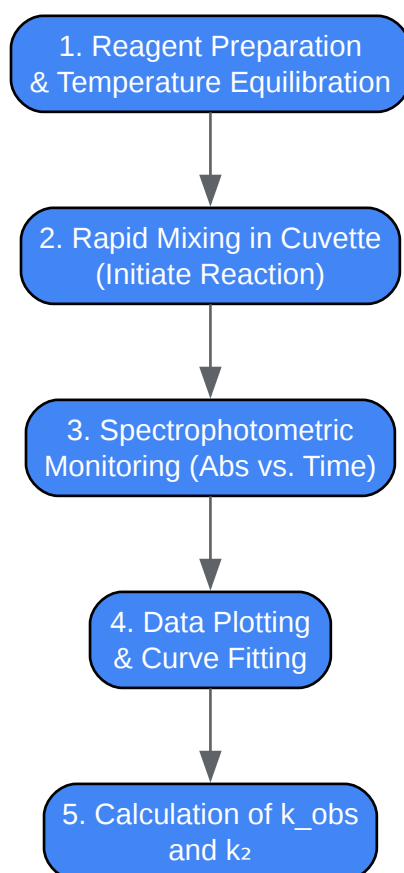 1. Reagent Preparation
& Temperature Equilibration
2. Rapid Mixing in Cuvette
(Initiate Reaction)
3. Spectrophotometric
Monitoring (Abs vs. Time)
4. Data Plotting
& Curve Fitting
5. Calculation of k_obs
and k₂